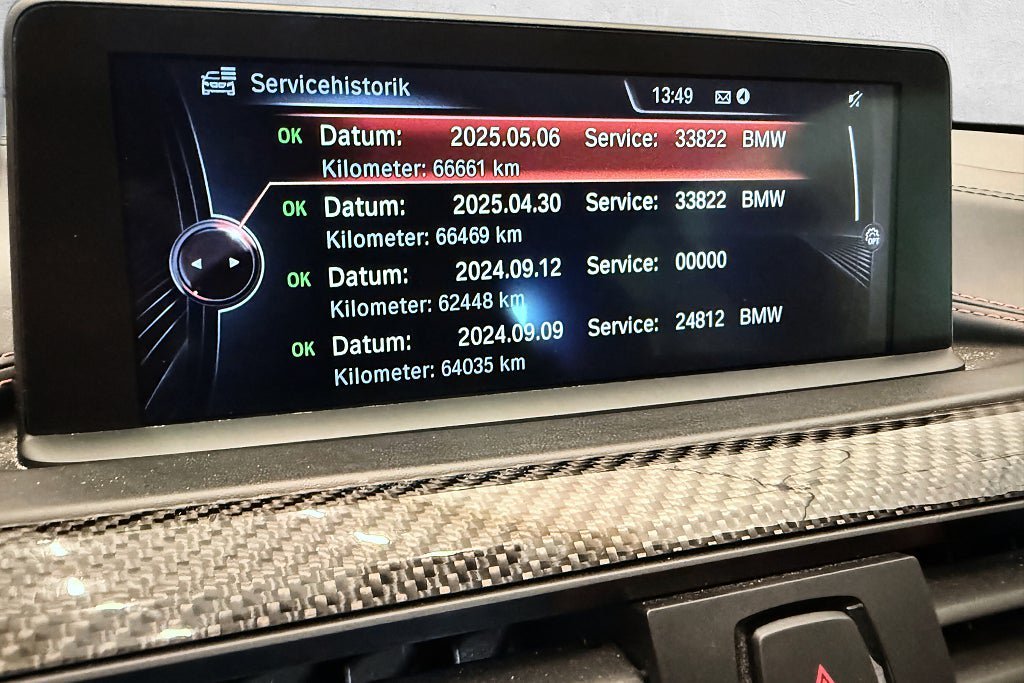 Servicehistorik
13:49
OK Datum: 2025.05.06 Service: 33822 BMW
Kilometer: 66661 km
OK Datum: 2025.04.30 Service: 33822 BMW
Kilometer: 66469 km
OPT
OK Datum: 2024.09.12 Service: 00000
Kilometer: 62448 km
OK Datum: 2024.09.09 Service: 24812 BMW
Kilometer: 64035 km